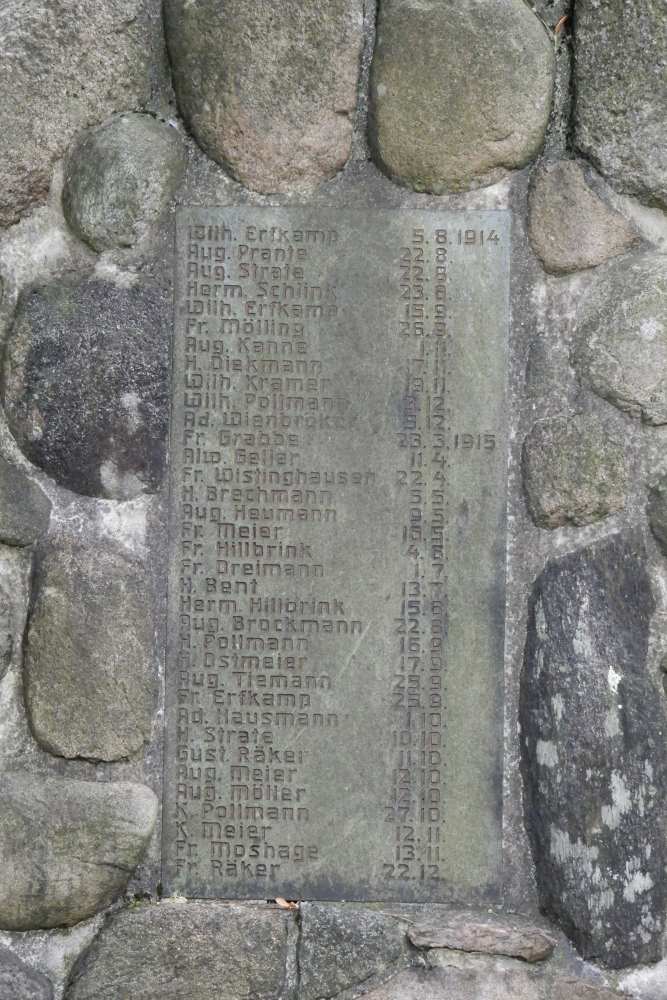 Wilh. Erfkamp 5.8.1914
Aug. Prante 22.8.
Aug. Strate 22.8.
Herm. Schlink 23.8.
Wilh. Erfkamp 15.9.
Fr. Mölling 26.9.
Aug. Kanne 1.11.
H. Diekmann 17.11.
Wilh. Kramer 19.11.
Wilh. Pollmann
Ad. Wienbröker 5.12.
Fr. Grabbe 23.3.1915
Alw. Geller 11.4.
Fr. Wistinghausen 22.4.
H. Brechmann 5.5.
Aug. Heumann 9.5.
Fr. Meier 16.5.
Fr. Hillbrink 4.6.
Fr. Dreimann 1.7.
H. Bent 13.7.
Herm. Hillbrink 15.8.
Aug. Brockmann 22.8.
H. Pollmann 16.9.
H. Ostmeier 17.9.
Aug. Tiemann 25.9.
Fr. Erfkamp 25.9.
Ad. Hausmann 1.10.
H. Strate 10.10.
Gust. Räker 11.10.
Aug. Meier 12.10.
Aug. Möller 12.10.
K. Pollmann 27.10.
K. Meier 12.11.
Fr. Moshage 13.11.
Fr. Räker 22.12.